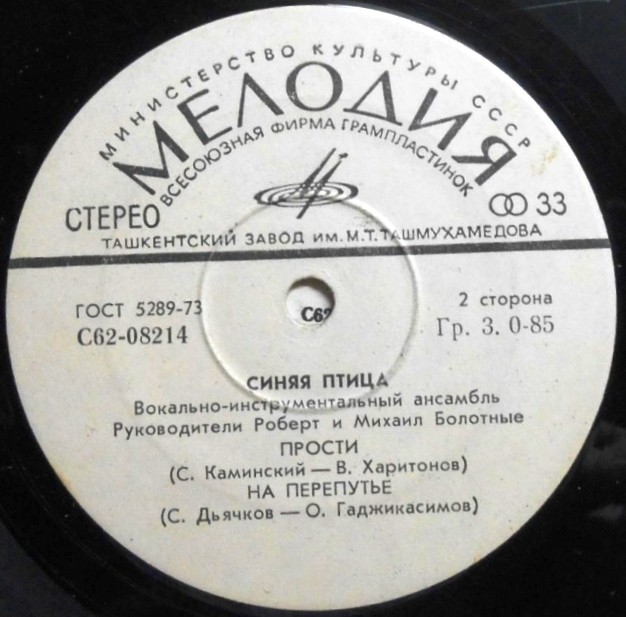 МИНИСТЕРСТВО КУЛЬТУРЫ СССР
МЕЛОДИЯ
ВСЕСОЮЗНАЯ ФИРМА ГРАМПЛАСТИНОК
СТЕРЕО
33
ТАШКЕНТСКИЙ ЗАВОД ИМ. М.Т. ТАШМУХАМЕДОВА
ГОСТ 5289-73
2 сторона
С62-08214
Гр. 3. 0-85
С62
СИНЯЯ ПТИЦА
Вокально-инструментальный ансамбль
Руководители Роберт и Михаил Болотные
ПРОСТИ
(С. Каминский — В. Харитонов)
НА ПЕРЕПУТЬЕ
(С. Дьячков — О. Гаджикасимов)